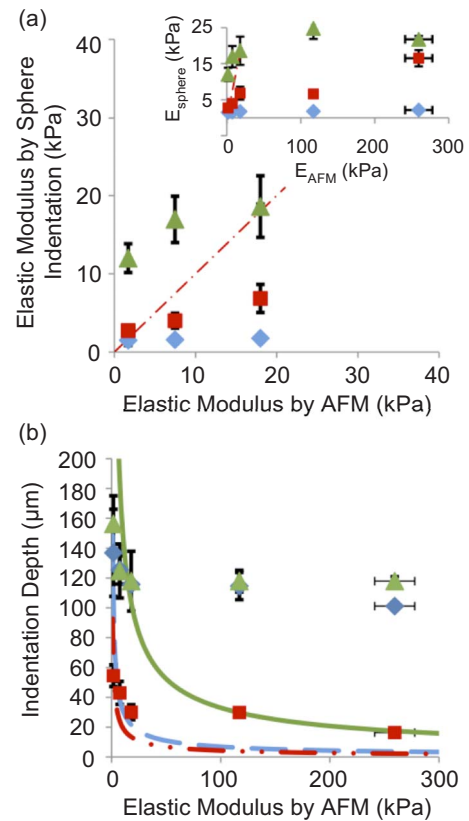 (a)
Elastic Modulus by Sphere
Indentation (kPa)
40
30
20
10
0
0 10 20 30 40
Elastic Modulus by AFM (kPa)
E_sphere (kPa)
25
15
5
0 100 200 300
E_AFM (kPa)
(b)
Indentation Depth (µm)
200
180
160
140
120
100
80
60
40
20
0
0 100 200 300
Elastic Modulus by AFM (kPa)